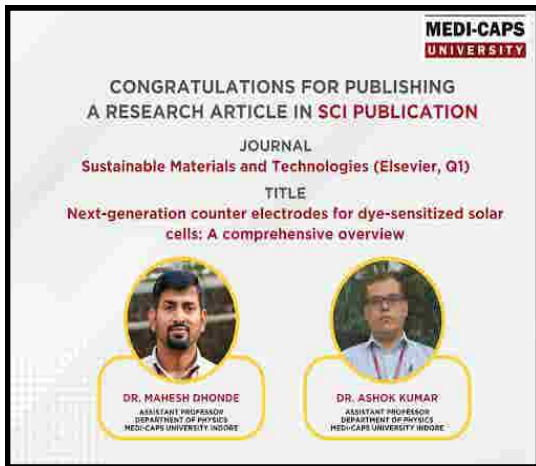 MEDI-CAPS
UNIVERSITY
CONGRATULATIONS FOR PUBLISHING
A RESEARCH ARTICLE IN SCI PUBLICATION
JOURNAL
Sustainable Materials and Technologies (Elsevier, Q1)
TITLE
Next-generation counter electrodes for dye-sensitized solar
cells: A comprehensive overview
DR. MAHESH DHONDE
ASSISTANT PROFESSOR
DEPARTMENT OF PHYSICS
MEDI-CAPS UNIVERSITY INDORE
DR. ASHOK KUMAR
ASSISTANT PROFESSOR
DEPARTMENT OF PHYSICS
MEDI-CAPS UNIVERSITY INDORE